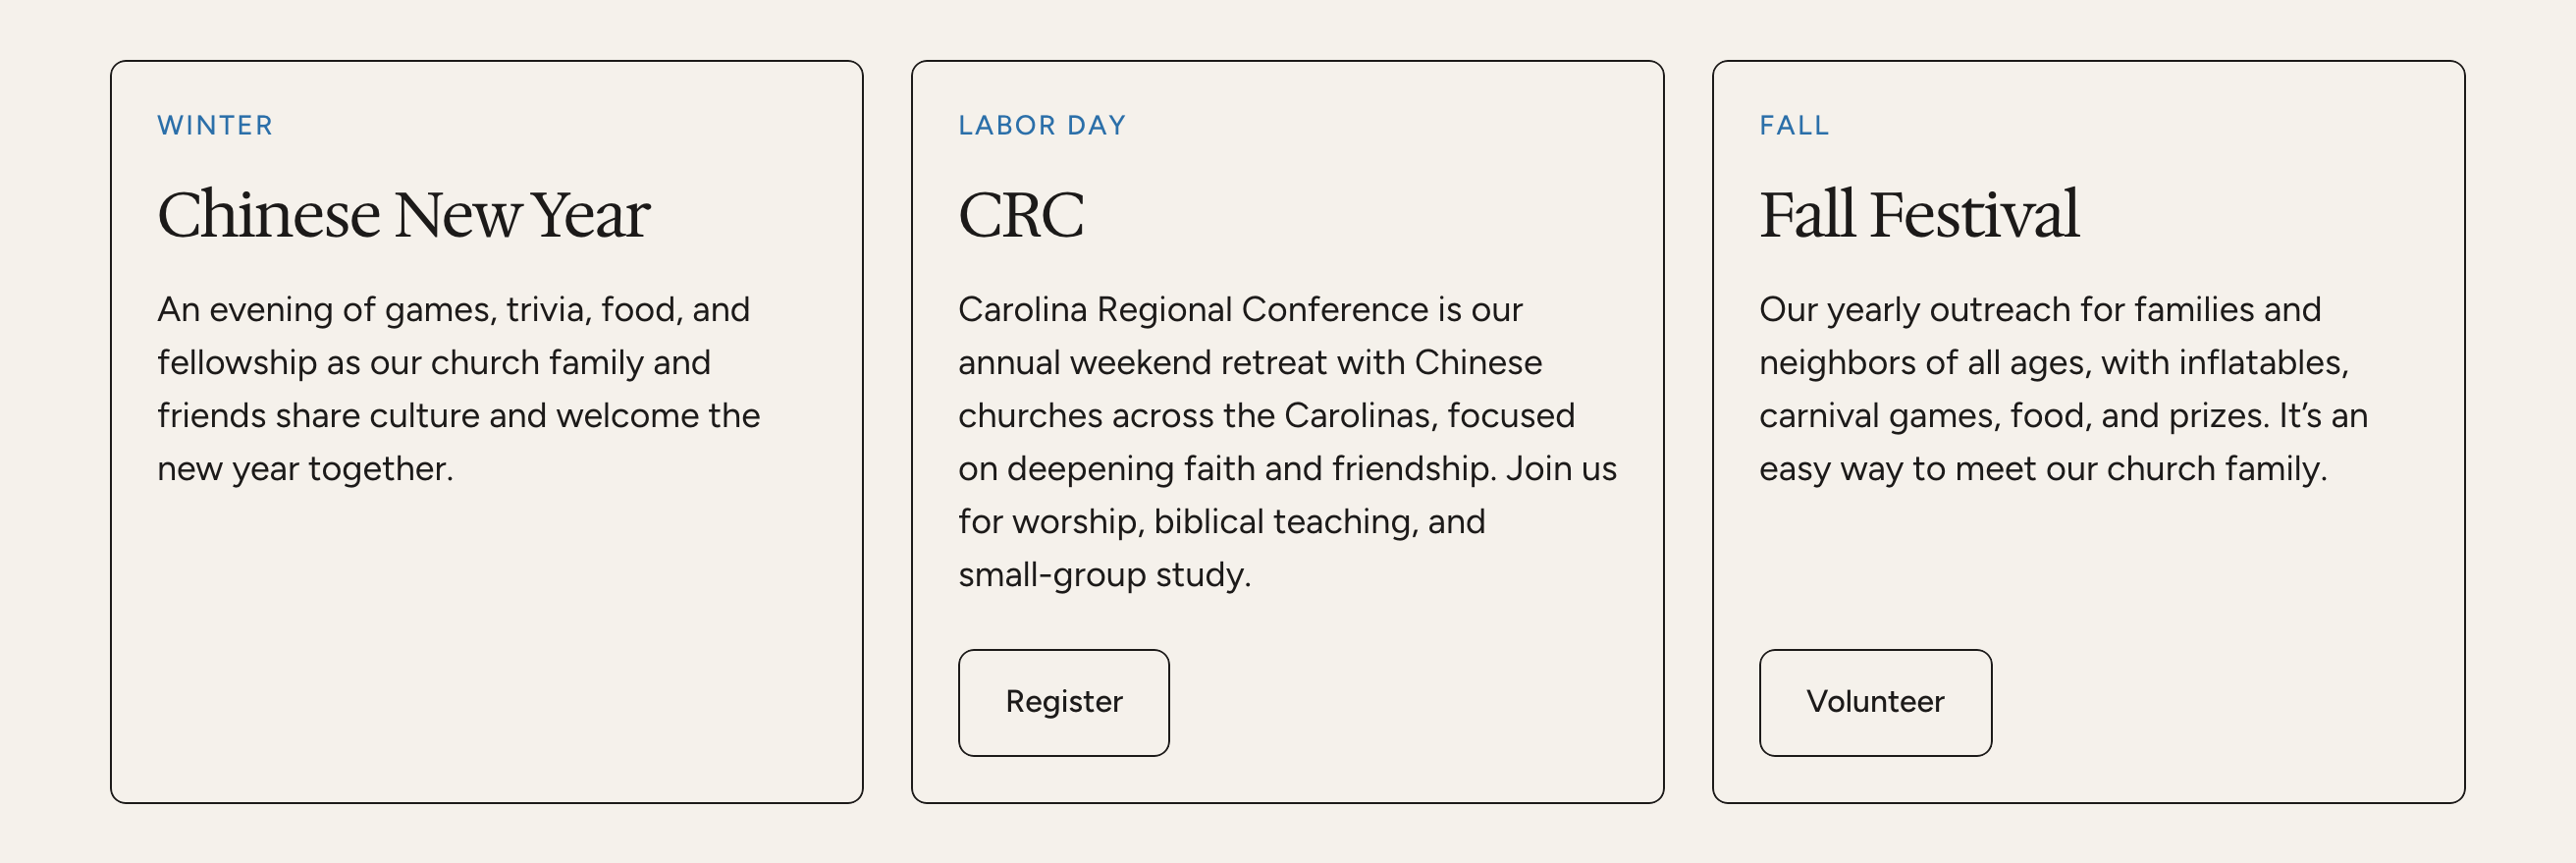 WINTER
Chinese New Year
An evening of games, trivia, food, and
fellowship as our church family and
friends share culture and welcome the
new year together.
LABOR DAY
CRC
Carolina Regional Conference is our
annual weekend retreat with Chinese
churches across the Carolinas, focused
on deepening faith and friendship. Join us
for worship, biblical teaching, and
small-group study.
Register
FALL
Fall Festival
Our yearly outreach for families and
neighbors of all ages, with inflatables,
carnival games, food, and prizes. It’s an
easy way to meet our church family.
Volunteer